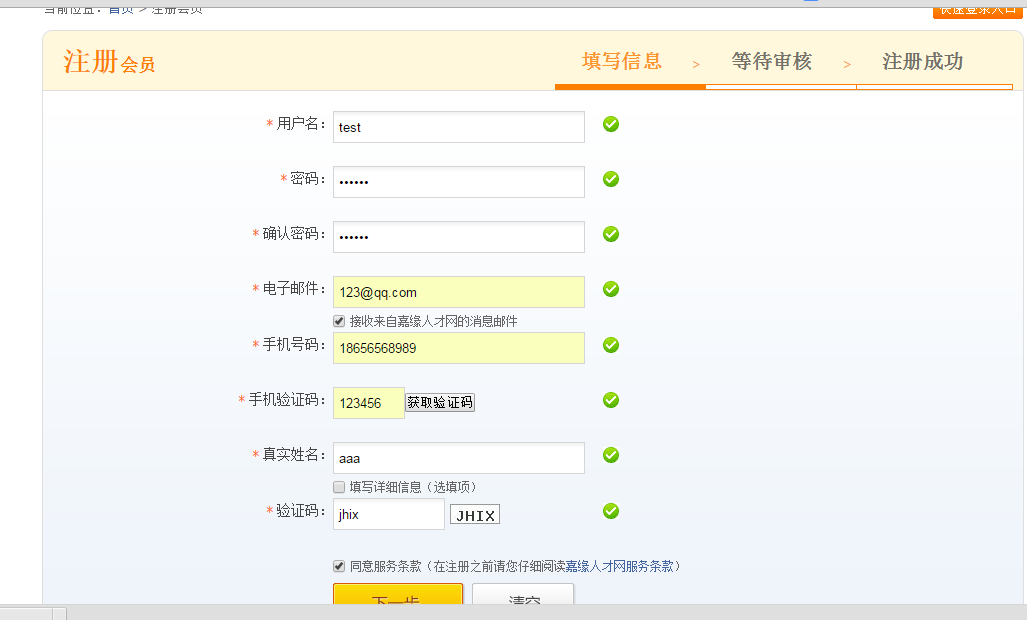 当前位置：首页 > 注册会员
快速登录入口
注册会员
填写信息 > 等待审核 > 注册成功
*用户名： test
*密码： ••••••
*确认密码： ••••••
*电子邮件： 123@qq.com
接收来自嘉缘人才网的消息邮件
*手机号码： 18656568989
*手机验证码： 123456 获取验证码
*真实姓名： aaa
填写详细信息（选填项）
*验证码： jhix JHIX
同意服务条款（在注册之前请您仔细阅读嘉缘人才网服务条款）
下一步 清空